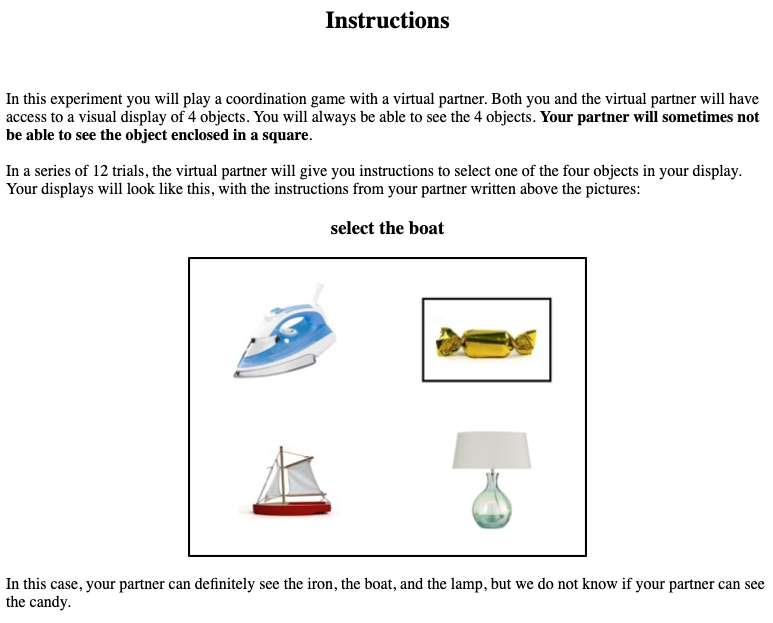 Instructions
In this experiment you will play a coordination game with a virtual partner. Both you and the virtual partner will have
access to a visual display of 4 objects. You will always be able to see the 4 objects. Your partner will sometimes not
be able to see the object enclosed in a square.
In a series of 12 trials, the virtual partner will give you instructions to select one of the four objects in your display.
Your displays will look like this, with the instructions from your partner written above the pictures:
select the boat
In this case, your partner can definitely see the iron, the boat, and the lamp, but we do not know if your partner can see
the candy.